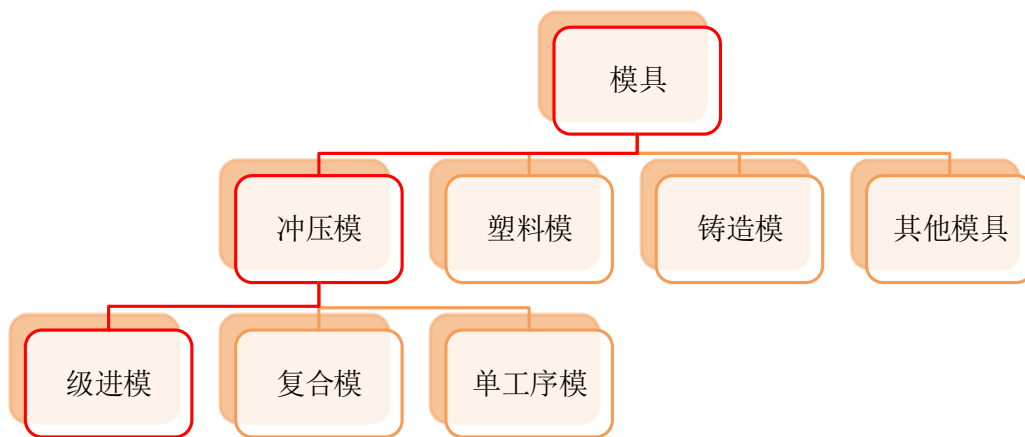 模具
冲压模
塑料模
铸造模
其他模具
级进模
复合模
单工序模